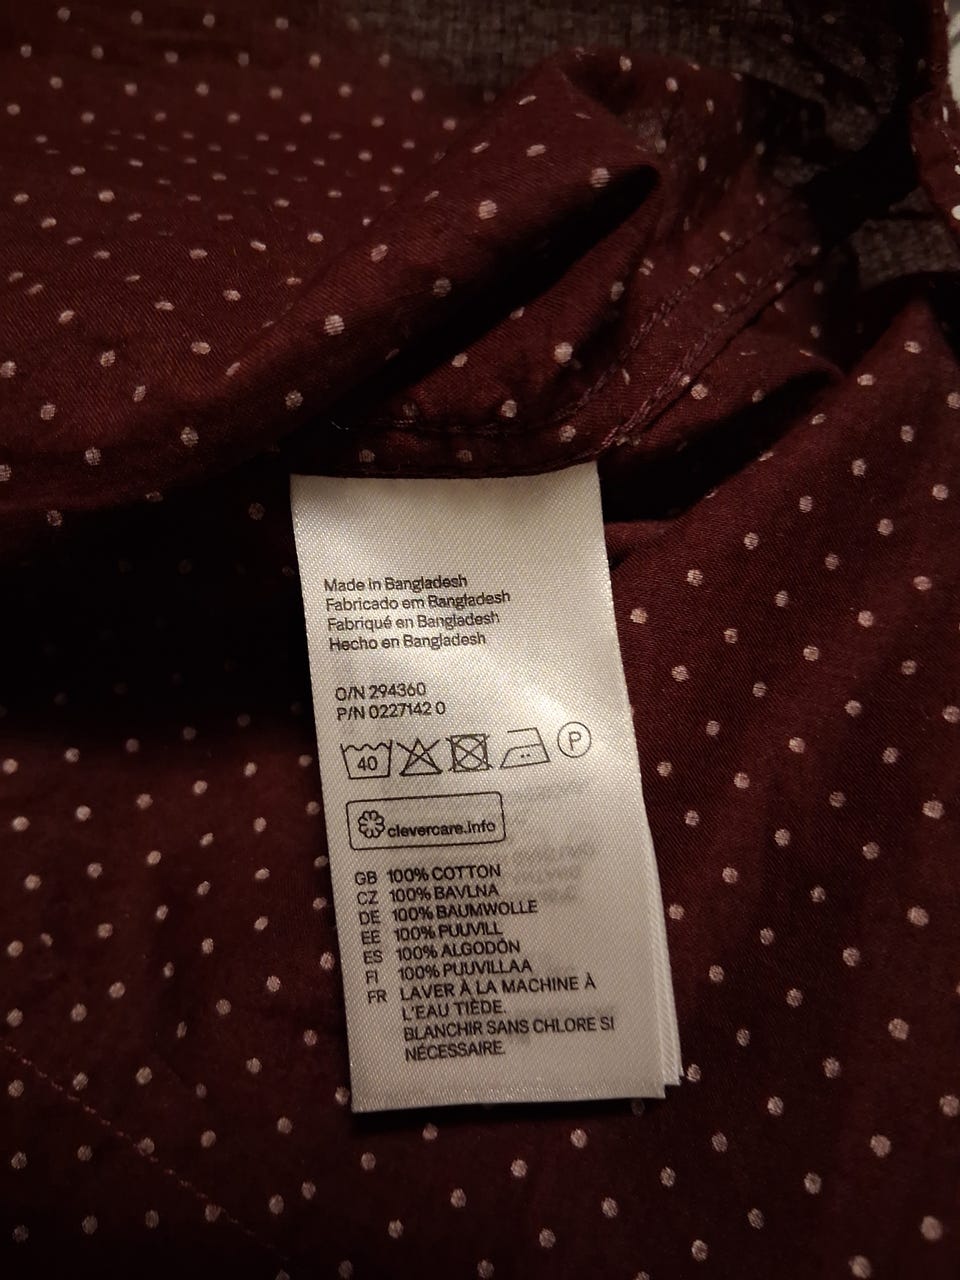 Made in Bangladesh
Fabricado em Bangladesh
Fabriqué en Bangladesh
Hecho en Bangladesh
O/N 294360
P/N 0227142 0
40 P
clevercare.info
GB 100% COTTON
CZ 100% BAVLNA
DE 100% BAUMWOLLE
EE 100% PUUVILL
ES 100% ALGODÓN
FI 100% PUUVILLAA
FR LAVER À LA MACHINE À
L'EAU TIÈDE.
BLANCHIR SANS CHLORE SI
NÉCESSAIRE.